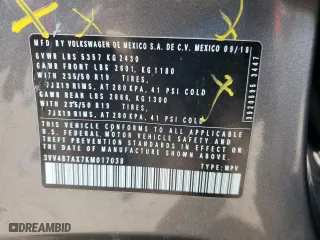 MFD BY VOLKSWAGEN DE MEXICO S.A. DE C.V. MEXICO 09/18
GVWR LBS 5357 KG 2430
GAWR FRONT LBG 2601, KG 1180
WITH 235/50 R19 TIRES,
7JX19 RIMS, AT 280 KPA, 41 PSI COLD
GAWR REAR LBS 2866, KG 1300
WITH 235/50 R19 TIRES,
7JX19 RIMS, AT 280 KPA, 41 PSI COLD
THIS VEHICLE CONFORMS TO ALL APPLICABLE
U.S. FEDERAL MOTOR VEHICLE SAFETY AND
THEFT PREVENTION STANDARDS IN EFFECT ON THE
DATE OF MANUFACTURE SHOWN ABOVE.
3VV4B7AX7KM017038
TYPE: MPV
3447
AutoBidMaster